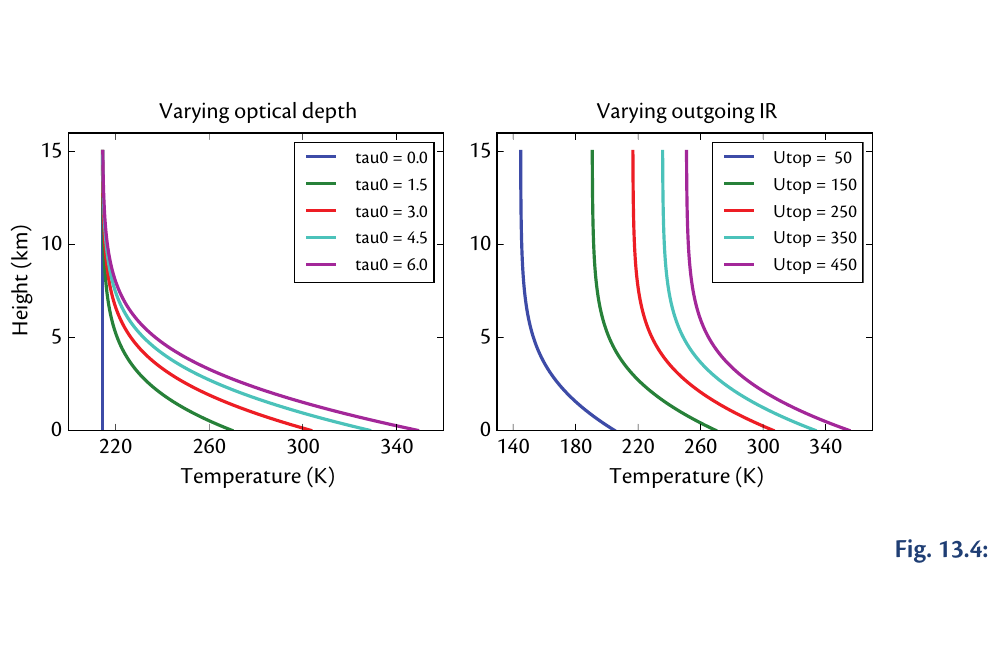 Varying optical depth
Height (km)
15
10
5
0
tau0 = 0.0
tau0 = 1.5
tau0 = 3.0
tau0 = 4.5
tau0 = 6.0
220 260 300 340
Temperature (K)
Varying outgoing IR
15
10
5
0
Utop = 50
Utop = 150
Utop = 250
Utop = 350
Utop = 450
140 180 220 260 300 340
Temperature (K)
Fig. 13.4: